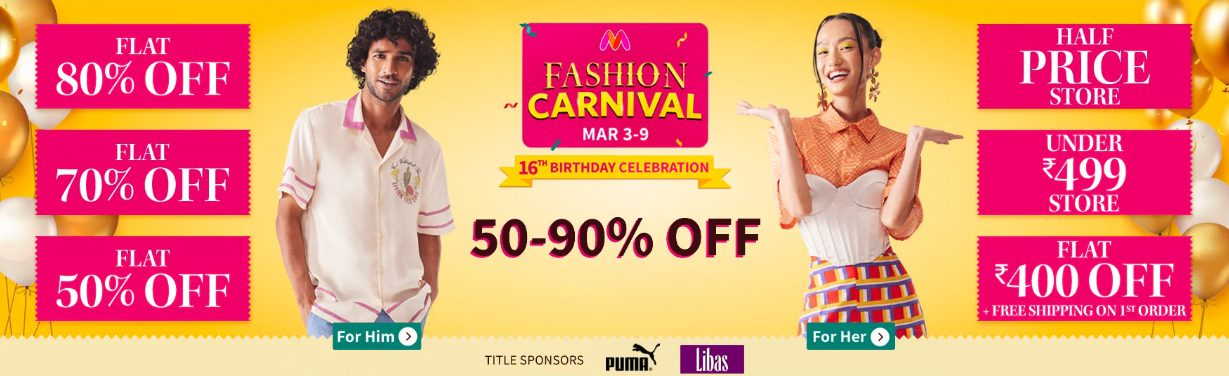 FLAT
80% OFF
FLAT
70% OFF
FLAT
50% OFF
FASHION
CARNIVAL
MAR 3-9
16TH BIRTHDAY CELEBRATION
50-90% OFF
HALF
PRICE
STORE
UNDER
₹499
STORE
FLAT
₹400 OFF
+ FREE SHIPPING ON 1ST ORDER
For Him
For Her
TITLE SPONSORS PUMA Libas